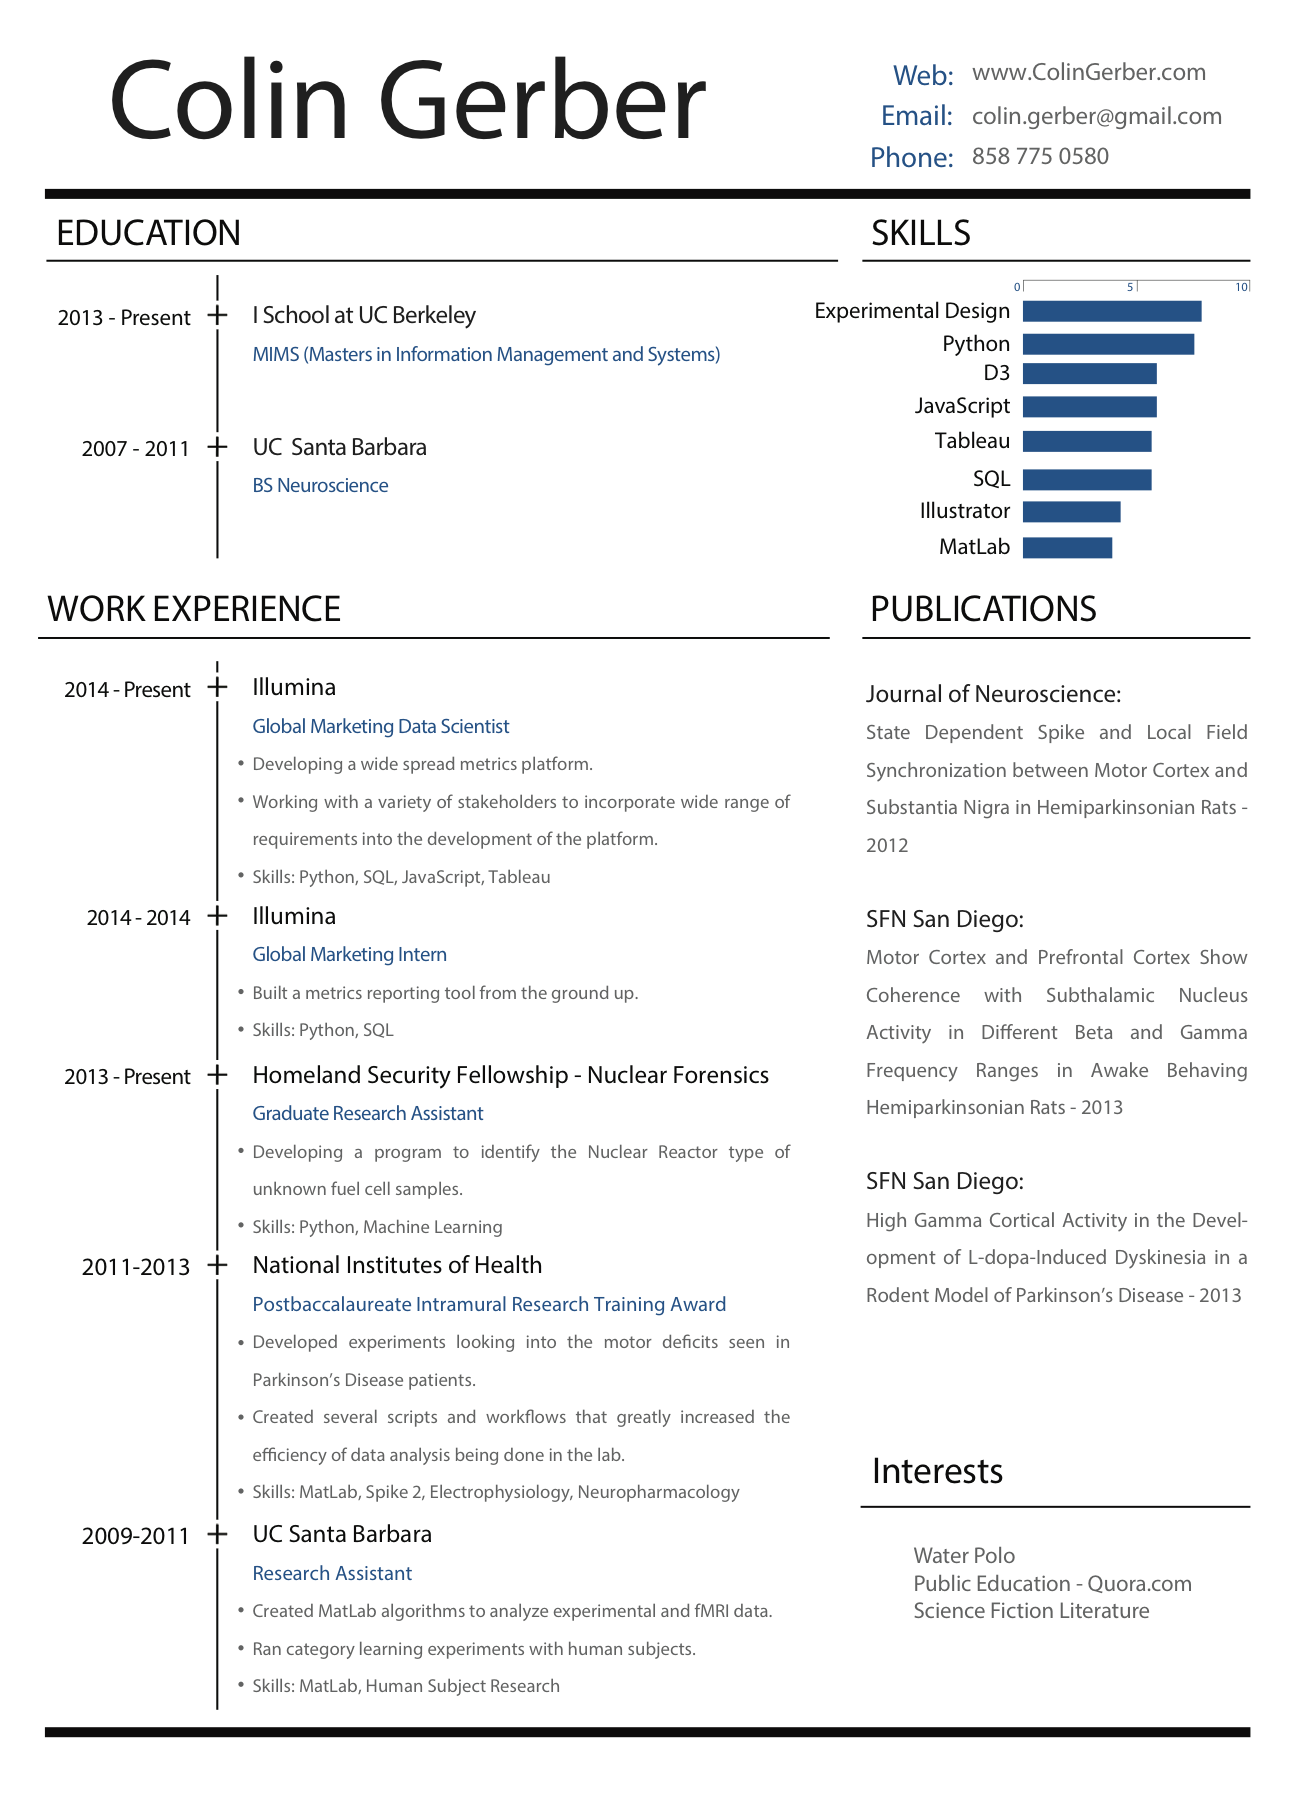 Colin Gerber
Web: www.ColinGerber.com
Email: colin.gerber@gmail.com
Phone: 858 775 0580
EDUCATION
2013 - Present
I School at UC Berkeley
MIMS (Masters in Information Management and Systems)
2007 - 2011
UC Santa Barbara
BS Neuroscience
SKILLS
0 5 10
Experimental Design
Python
D3
JavaScript
Tableau
SQL
Illustrator
MatLab
WORK EXPERIENCE
2014 - Present
Illumina
Global Marketing Data Scientist
• Developing a wide spread metrics platform.
• Working with a variety of stakeholders to incorporate wide range of
requirements into the development of the platform.
• Skills: Python, SQL, JavaScript, Tableau
2014 - 2014
Illumina
Global Marketing Intern
• Built a metrics reporting tool from the ground up.
• Skills: Python, SQL
2013 - Present
Homeland Security Fellowship - Nuclear Forensics
Graduate Research Assistant
• Developing a program to identify the Nuclear Reactor type of
unknown fuel cell samples.
• Skills: Python, Machine Learning
2011-2013
National Institutes of Health
Postbaccalaureate Intramural Research Training Award
• Developed experiments looking into the motor deficits seen in
Parkinson’s Disease patients.
• Created several scripts and workflows that greatly increased the
efficiency of data analysis being done in the lab.
• Skills: MatLab, Spike 2, Electrophysiology, Neuropharmacology
2009-2011
UC Santa Barbara
Research Assistant
• Created MatLab algorithms to analyze experimental and fMRI data.
• Ran category learning experiments with human subjects.
• Skills: MatLab, Human Subject Research
PUBLICATIONS
Journal of Neuroscience:
State Dependent Spike and Local Field
Synchronization between Motor Cortex and
Substantia Nigra in Hemiparkinsonian Rats -
2012
SFN San Diego:
Motor Cortex and Prefrontal Cortex Show
Coherence with Subthalamic Nucleus
Activity in Different Beta and Gamma
Frequency Ranges in Awake Behaving
Hemiparkinsonian Rats - 2013
SFN San Diego:
High Gamma Cortical Activity in the Devel-
opment of L-dopa-Induced Dyskinesia in a
Rodent Model of Parkinson’s Disease - 2013
Interests
Water Polo
Public Education - Quora.com
Science Fiction Literature